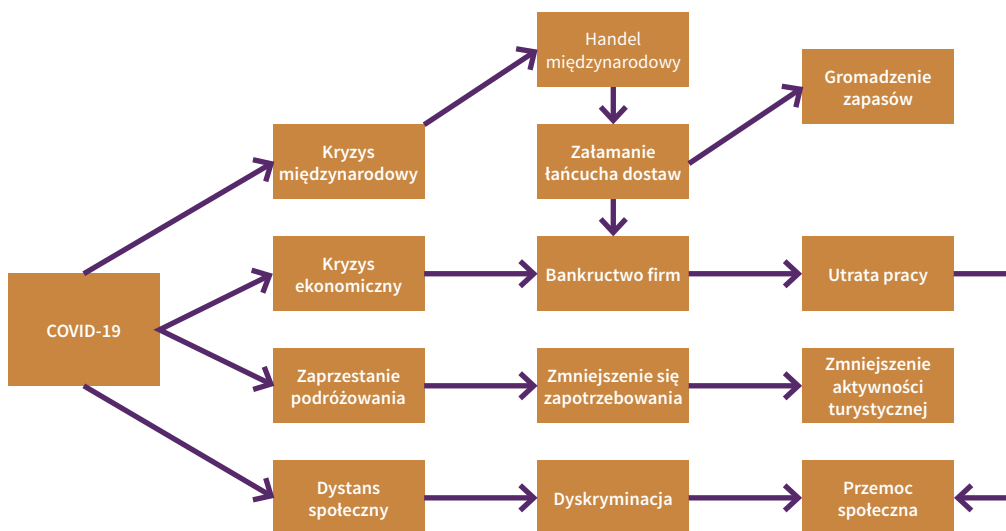 Handel
międzynarodowy
Gromadzenie
zapasów
Kryzys
międzynarodowy
Załamanie
łańcucha dostaw
Kryzys
ekonomiczny
Bankructwo firm
Utrata pracy
COVID-19
Zaprzestanie
podróżowania
Zmniejszenie się
zapotrzebowania
Zmniejszenie
aktywności
turystycznej
Dystans
społeczny
Dyskryminacja
Przemoc
społeczna